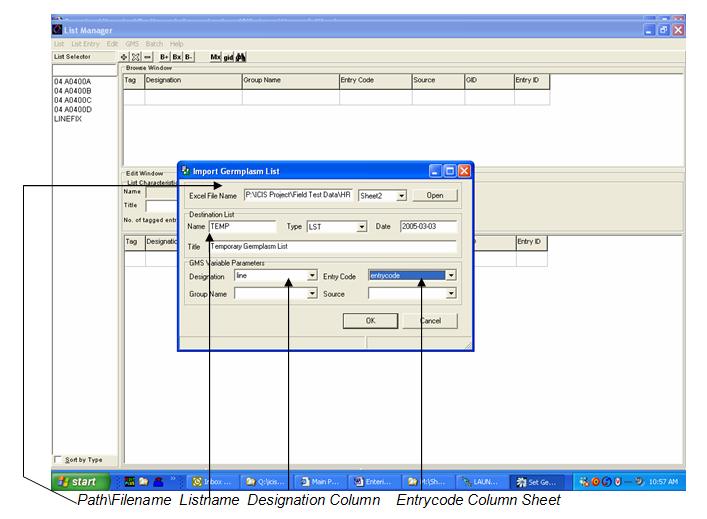 List Manager
List List Entry Edit GMS Batch Help
List Selector
B+ Bx B- Mx gid
Browse Window
Tag Designation Group Name Entry Code Source GID Entry ID
04 A0400A
04 A0400B
04 A0400C
04 A0400D
LINEFIX
Edit Window
List Characteristic
Name
Title
No. of tagged entr
Tag Designatio Entry ID
Import Germplasm List
Excel File Name P:\ICIS Project\Field Test Data\HR Sheet2 Open
Destination List
Name TEMP Type LST Date 2005-03-03
Title Temporary Germplasm List
GMS Variable Parameters
Designation line Entry Code entrycode
Group Name Source
OK Cancel
Sort by Type
start Inbox ... Q:\icis... Main P... Enteri... M:\Sh... LAUN... Set Ge... 10:57 AM
Path\Filename Listname Designation Column Entrycode Column Sheet